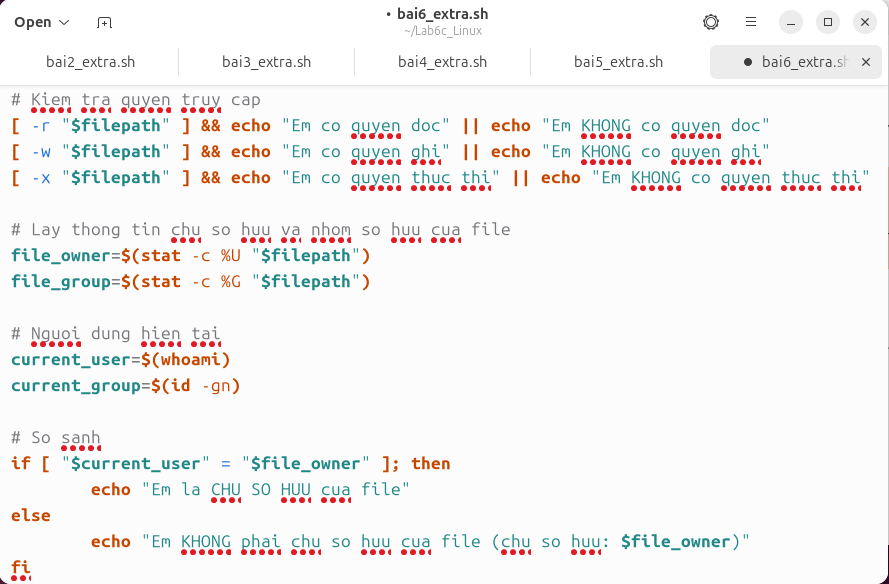 Open
• bai6_extra.sh
~/Lab6c_Linux
bai2_extra.sh
bai3_extra.sh
bai4_extra.sh
bai5_extra.sh
bai6_extra.sh
# Kiem tra quyen truy cap
[ -r "$filepath" ] && echo "Em co quyen doc" || echo "Em KHONG co quyen doc"
[ -w "$filepath" ] && echo "Em co quyen ghi" || echo "Em KHONG co quyen ghi"
[ -x "$filepath" ] && echo "Em co quyen thuc thi" || echo "Em KHONG co quyen thuc thi"
# Lay thong tin chu so huu va nhom so huu cua file
file_owner=$(stat -c %U "$filepath")
file_group=$(stat -c %G "$filepath")
# Nguoi dung hien tai
current_user=$(whoami)
current_group=$(id -gn)
# So sanh
if [ "$current_user" = "$file_owner" ]; then
        echo "Em la CHU SO HUU cua file"
else
        echo "Em KHONG phai chu so huu cua file (chu so huu: $file_owner)"
fi